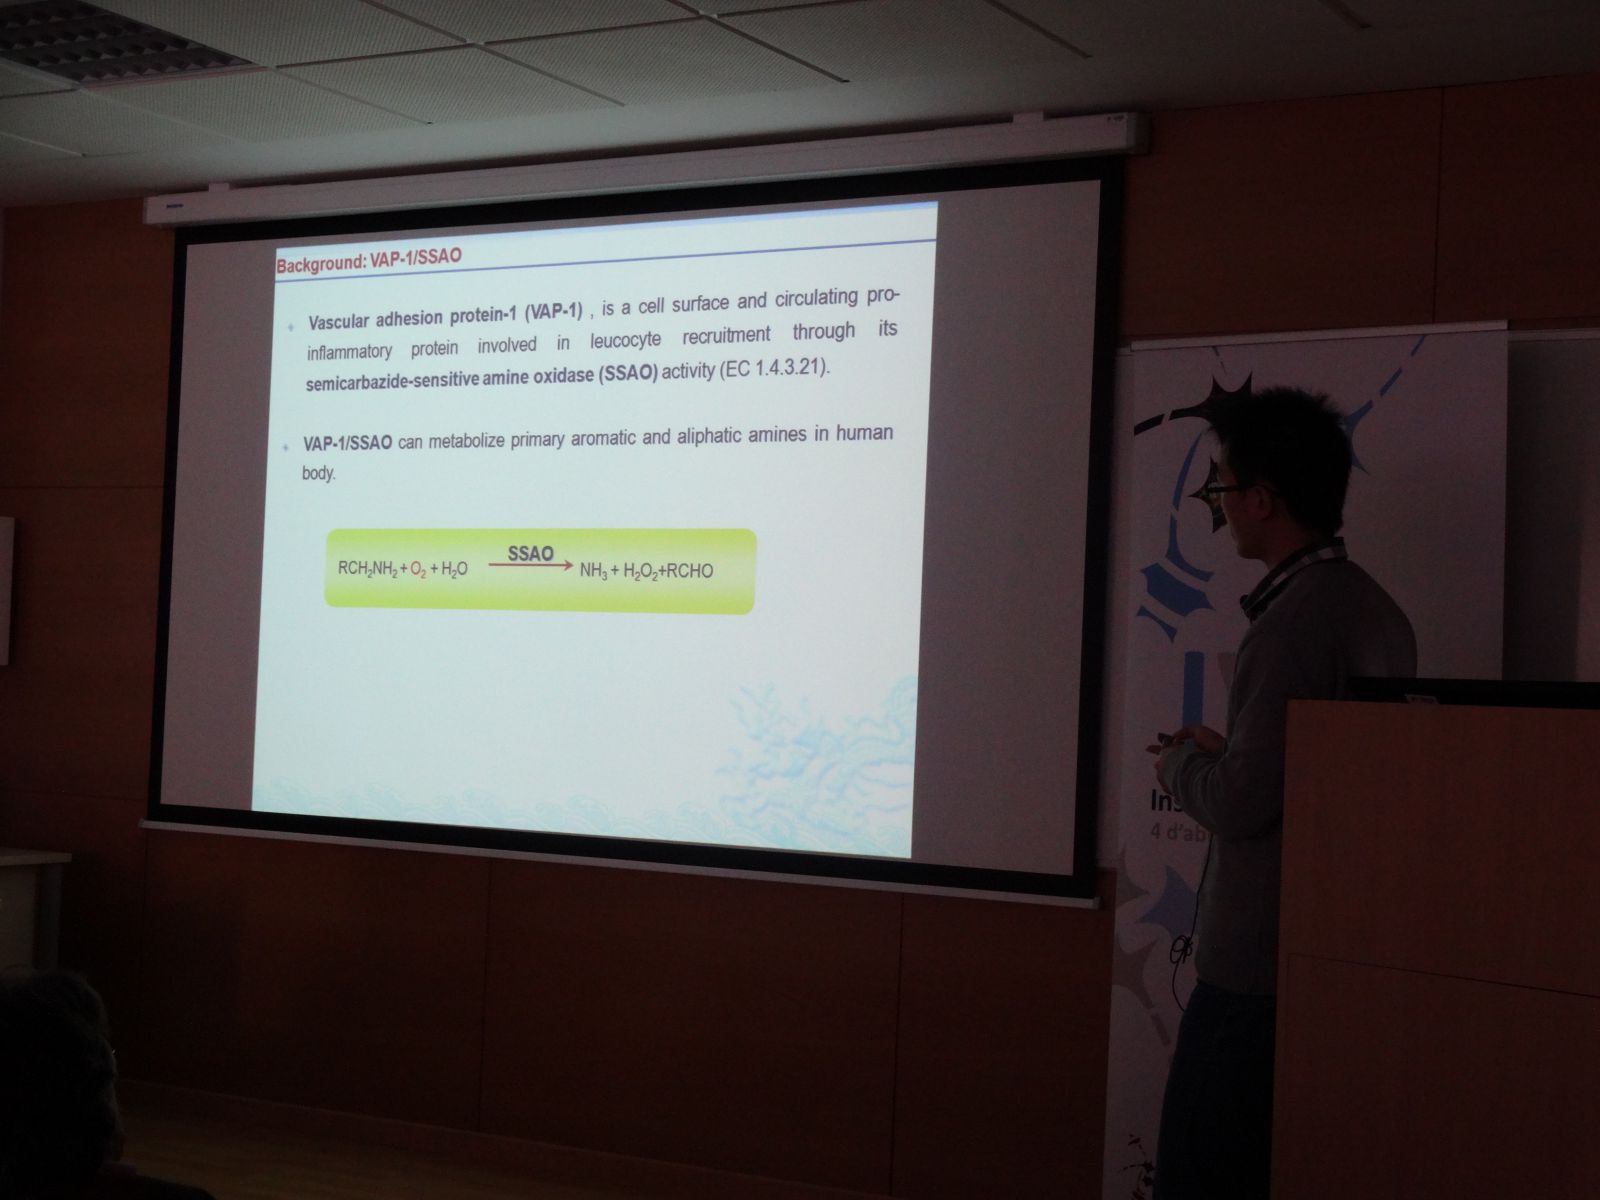 Background: VAP-1/SSAO
Vascular adhesion protein-1 (VAP-1) , is a cell surface and circulating pro-
inflammatory protein involved in leucocyte recruitment through its
semicarbazide-sensitive amine oxidase (SSAO) activity (EC 1.4.3.21).
VAP-1/SSAO can metabolize primary aromatic and aliphatic amines in human
body.
SSAO
RCH₂NH₂ + O₂ + H₂O NH₃ + H₂O₂+RCHO
4 d'ab